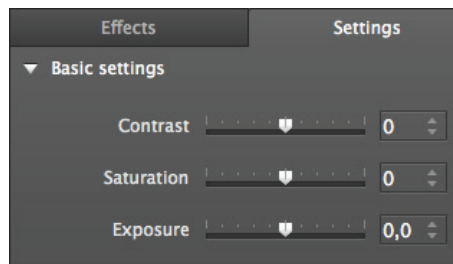 Effects Settings
Basic settings
Contrast 0
Saturation 0
Exposure 0,0